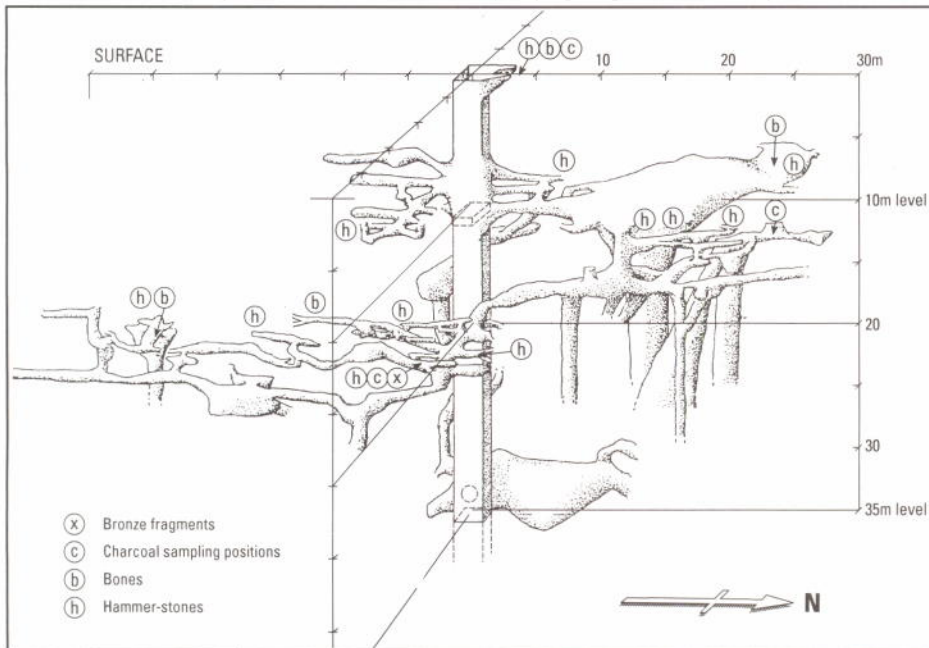 SURFACE
h b c
10
20
30m
b
h
h
10m level
h
h h h c
h b
h
b
h
20
h
h c x
30
35m level
x Bronze fragments
c Charcoal sampling positions
b Bones
h Hammer-stones
N